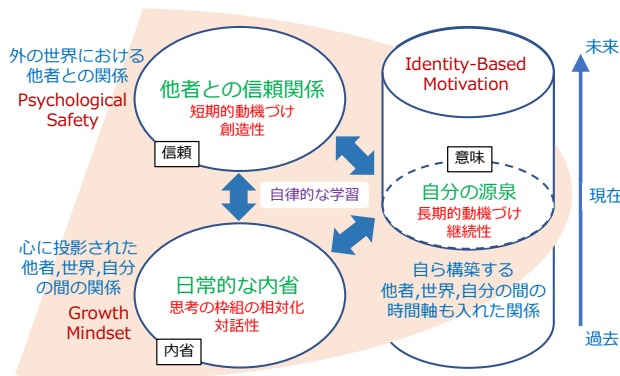 外の世界における
他者との関係
Psychological
Safety
他者との信頼関係
短期的動機づけ
創造性
信頼
Identity-Based
Motivation
未来
意味
自分の源泉
長期的動機づけ
継続性
現在
自律的な学習
心に投影された
他者,世界,自分
の間の関係
Growth
Mindset
日常的な内省
思考の枠組の相対化
対話性
内省
自ら構築する
他者,世界,自分の間の
時間軸も入れた関係
過去